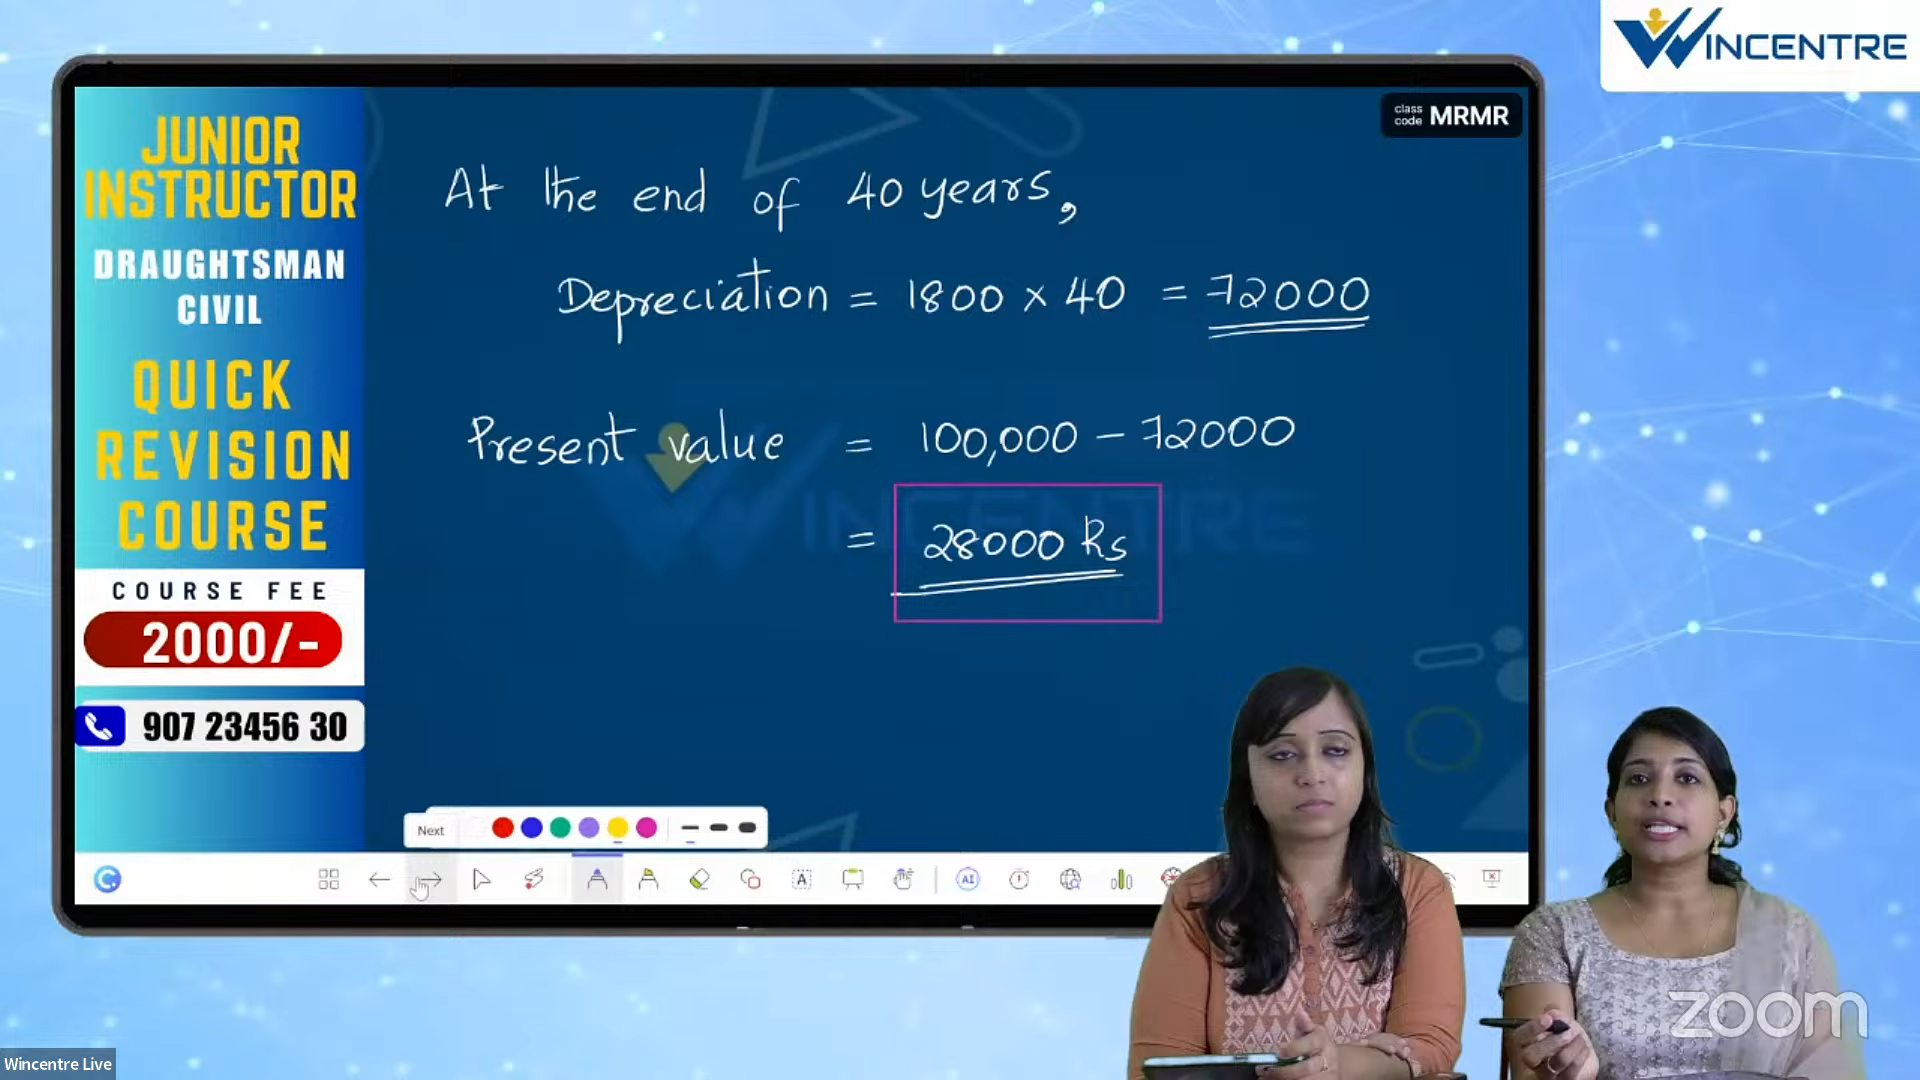 WINCENTRE
class code MRMR
JUNIOR
INSTRUCTOR
DRAUGHTSMAN
CIVIL
QUICK
REVISION
COURSE
COURSE FEE
2000/-
907 23456 30
At the end of 40 years,
Depreciation = 1800 × 40 = 72000
Present value = 100,000 – 72000
= 28000 Rs
WINCENTRE
Next
A
AI
zoom
Wincentre Live